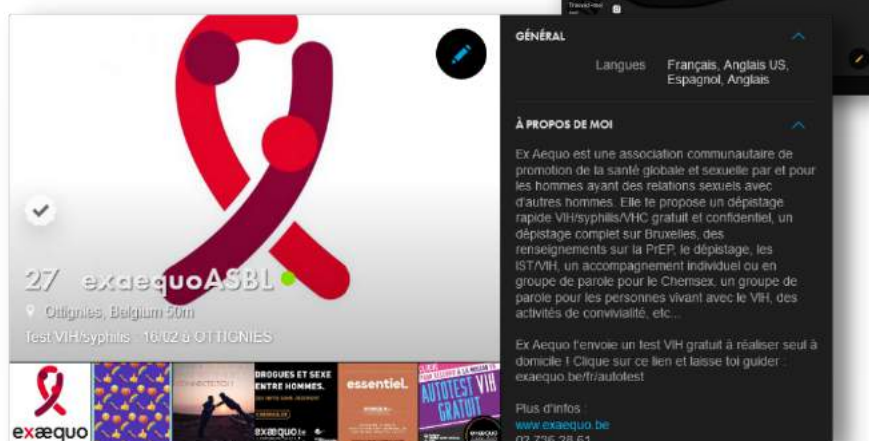 GÉNÉRAL
Langues Français, Anglais US,
Espagnol, Anglais
À PROPOS DE MOI
Ex Aequo est une association communautaire de
promotion de la santé globale et sexuelle par et pour
les hommes ayant des relations sexuels avec
d'autres hommes. Elle te propose un dépistage
rapide VIH/syphilis/VHC gratuit et confidentiel, un
dépistage complet sur Bruxelles, des
renseignements sur la PrEP, le dépistage, les
IST/VIH, un accompagnement individuel ou en
groupe de parole pour le Chemsex, un groupe de
parole pour les personnes vivant avec le VIH, des
activités de convivialité, etc...
Ex Aequo t'envoie un test VIH gratuit à réaliser seul à
domicile ! Clique sur ce lien et laisse toi guider :
exaequo.be/fr/autotest
Plus d'infos :
www.exaequo.be
02 736 28 61
27 exaequoASBL
Ottignies, Belgium 50m
Test VIH/syphilis : 16/02 à OTTIGNIES
exæquo
DROGUES ET SEXE
ENTRE HOMMES.
exæquo.be
essentiel.
AUTOTEST VIH
GRATUIT
exæquo